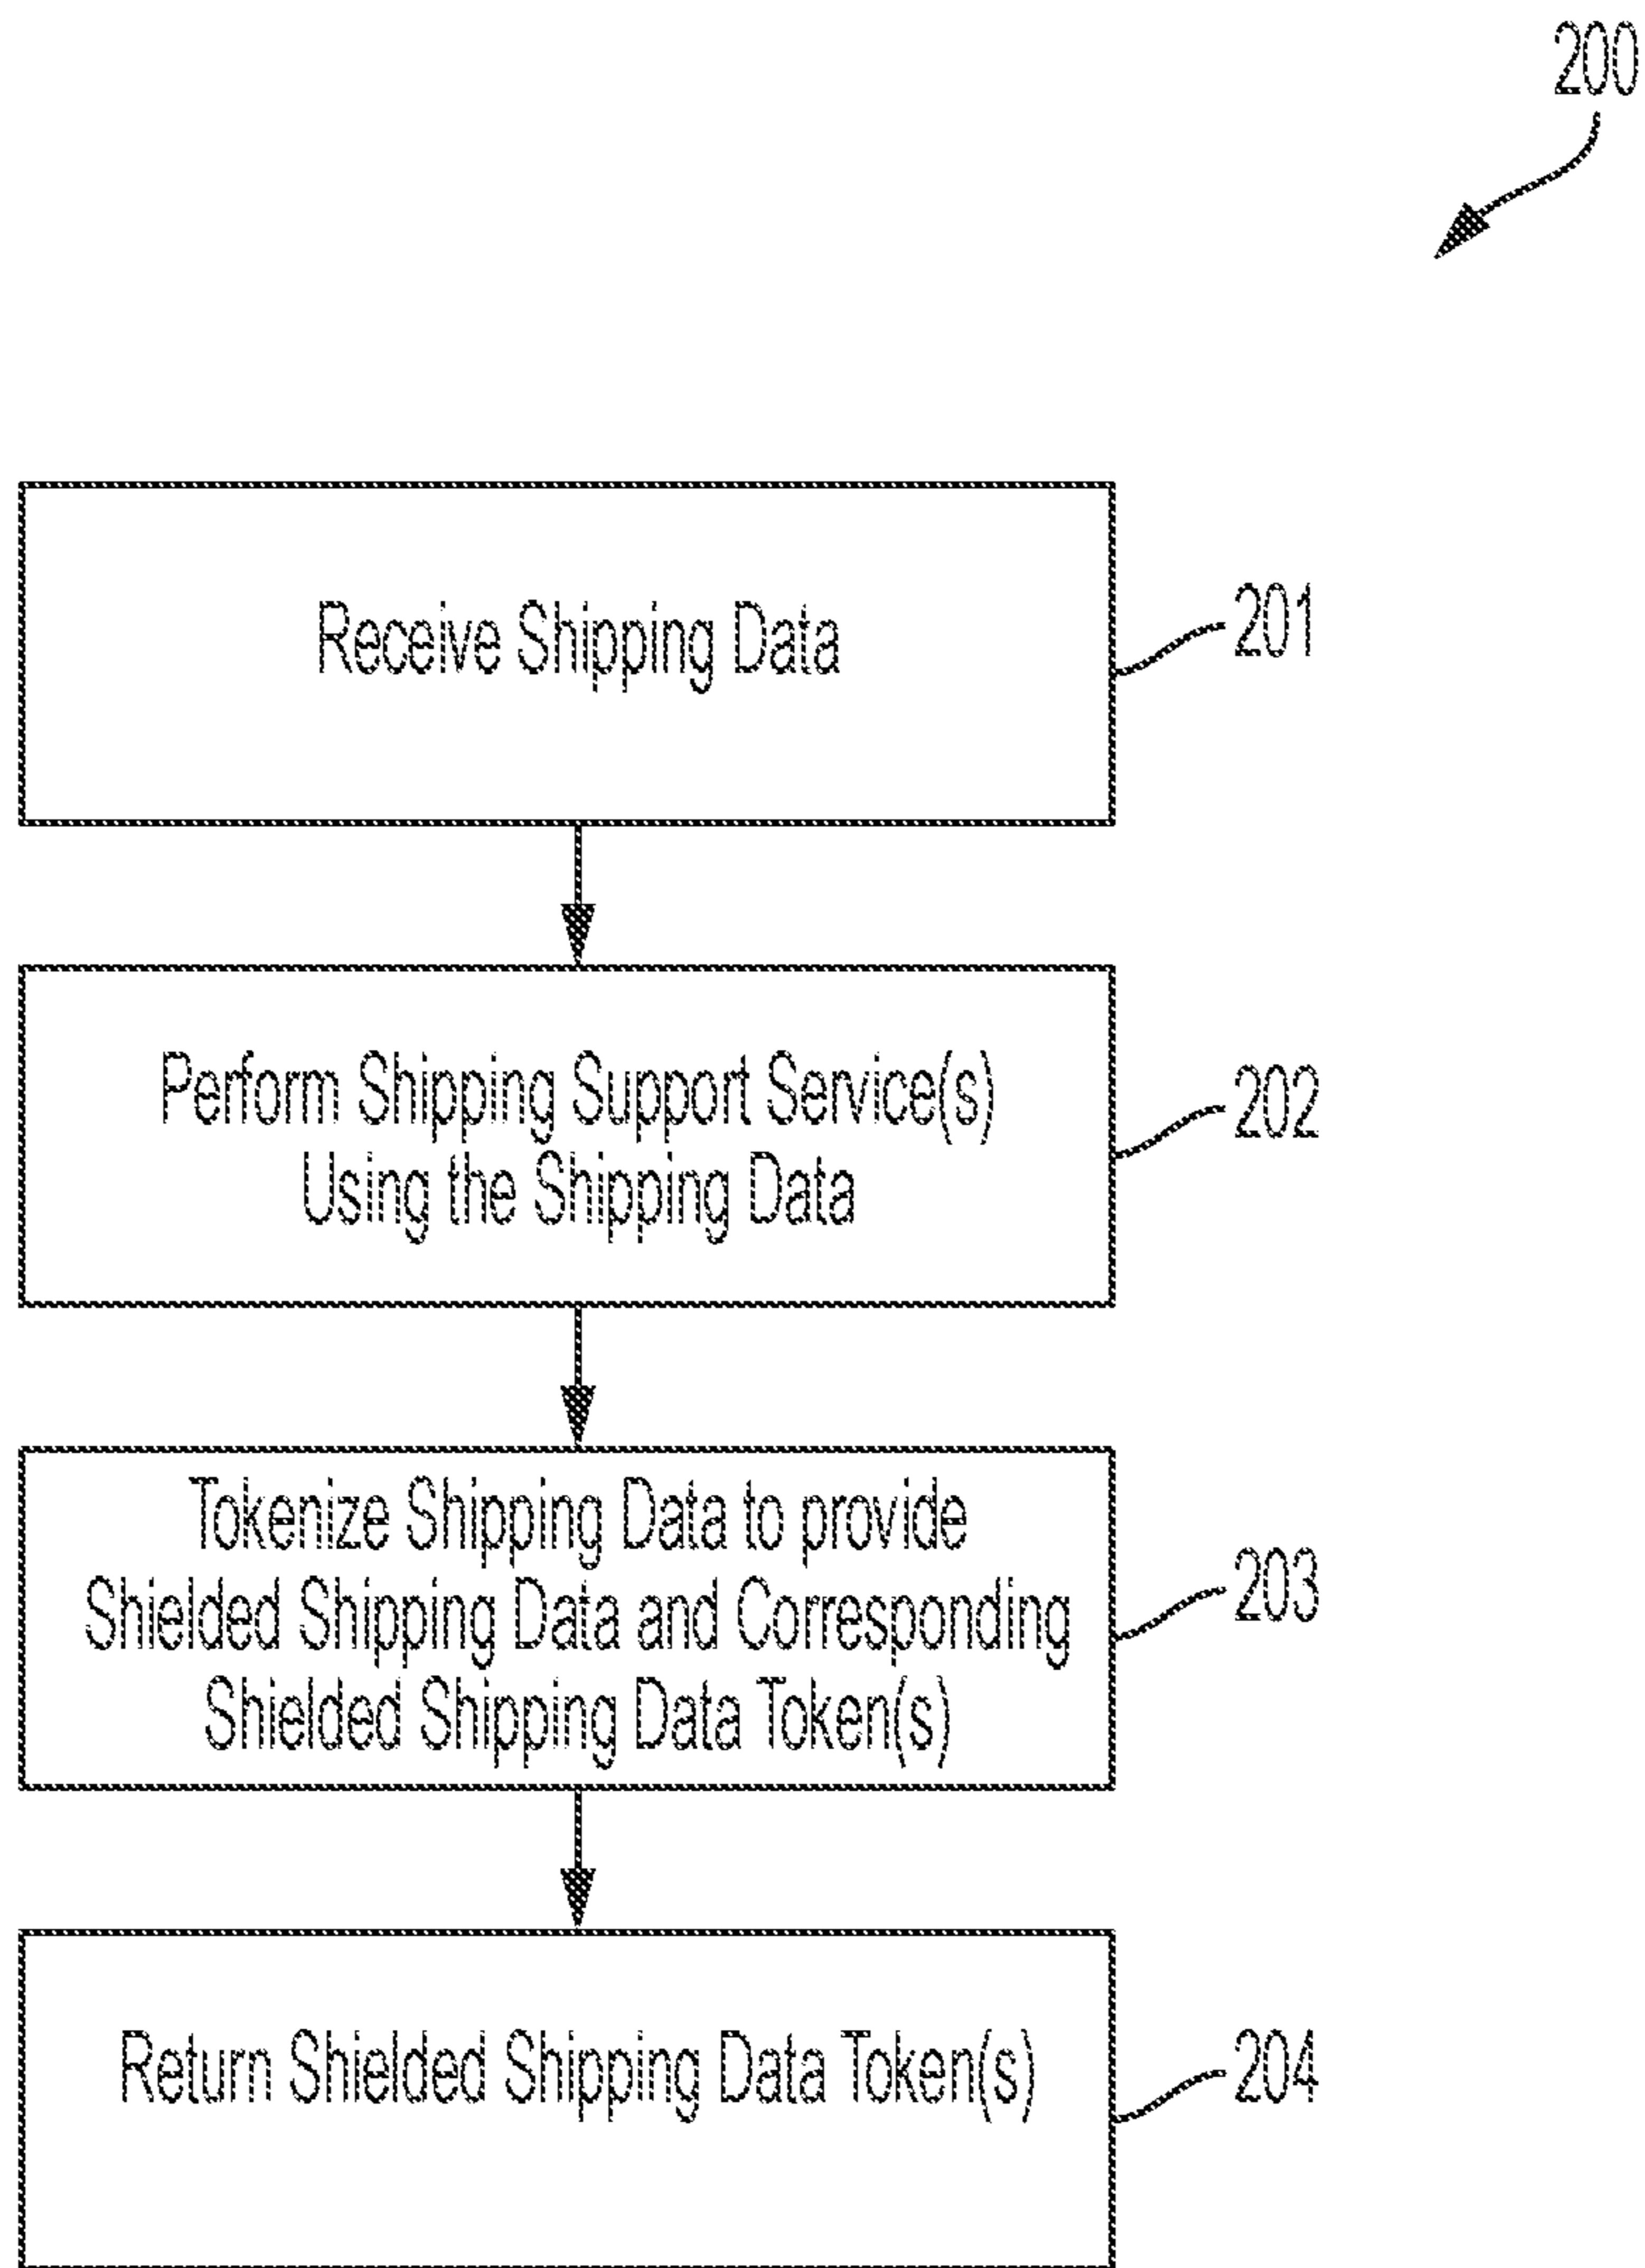 200
Receive Shipping Data
201
Perform Shipping Support Service(s)
Using the Shipping Data
202
Tokenize Shipping Data to provide
Shielded Shipping Data and Corresponding
Shielded Shipping Data Token(s)
203
Return Shielded Shipping Data Token(s)
204